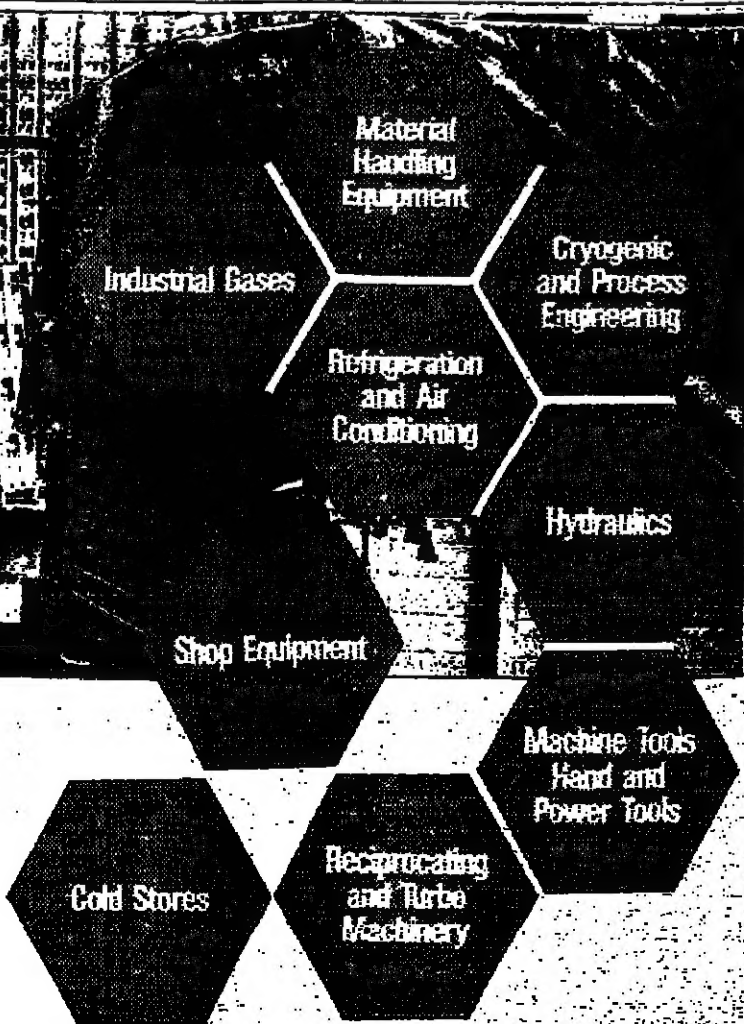 Material
Handling
Equipment
Industrial Gases
Cryogenic
and Process
Engineering
Refrigeration
and Air
Conditioning
Hydraulics
Shop Equipment
Machine Tools
Hand and
Power Tools
Cold Stores
Reciprocating
and Turbo
Machinery